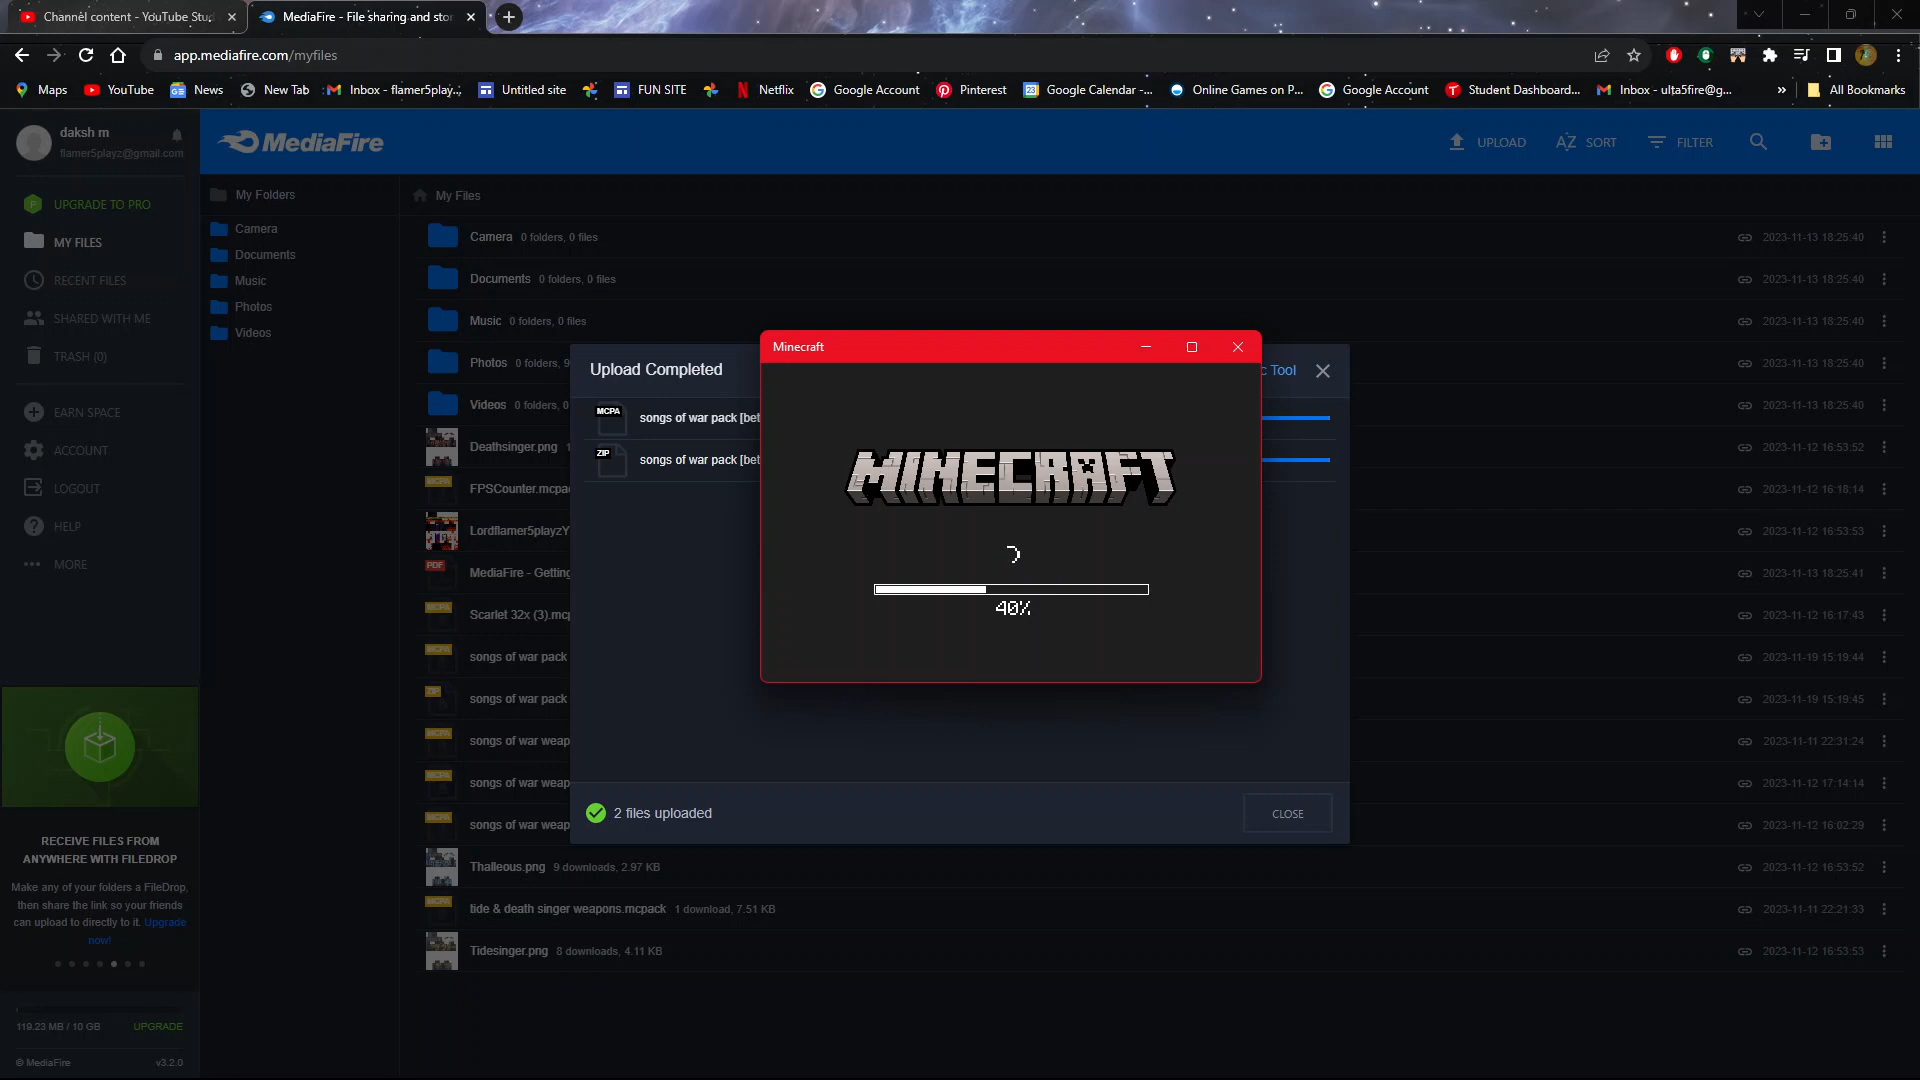 Channel content - YouTube Stud
MediaFire - File sharing and stor
app.mediafire.com/myfiles
Maps
YouTube
News
New Tab
Inbox - flamer5play...
Untitled site
FUN SITE
Netflix
Google Account
Pinterest
Google Calendar -...
Online Games on P...
Google Account
Student Dashboard...
Inbox - ulta5fire@g...
»
All Bookmarks
daksh m
flamer5playz@gmail.com
MediaFire
UPLOAD
AZ SORT
FILTER
UPGRADE TO PRO
MY FILES
RECENT FILES
SHARED WITH ME
TRASH (0)
EARN SPACE
ACCOUNT
LOGOUT
HELP
MORE
My Folders
Camera
Documents
Music
Photos
Videos
My Files
Camera 0 folders, 0 files 2023-11-13 18:25:40
Documents 0 folders, 0 files 2023-11-13 18:25:40
Music 0 folders, 0 files 2023-11-13 18:25:40
Photos 0 folders, 9 2023-11-13 18:25:40
Videos 0 folders, 0 2023-11-13 18:25:40
Deathsinger.png 1 2023-11-12 16:53:52
MCPA FPSCounter.mcpa 2023-11-12 16:18:14
Lordflamer5playzY 2023-11-12 16:53:53
PDF MediaFire - Getting 2023-11-13 18:25:41
MCPA Scarlet 32x (3).mcp 2023-11-12 16:17:43
MCPA songs of war pack 2023-11-19 15:19:44
ZIP songs of war pack 2023-11-19 15:19:45
MCPA songs of war weap 2023-11-11 22:31:24
MCPA songs of war weap 2023-11-12 17:14:14
MCPA songs of war weap 2023-11-12 16:02:29
Thalleous.png 9 downloads, 2.97 KB 2023-11-12 16:53:52
MCPA tide & death singer weapons.mcpack 1 download, 7.51 KB 2023-11-11 22:21:33
Tidesinger.png 8 downloads, 4.11 KB 2023-11-12 16:53:53
Upload Completed
c Tool
MCPA songs of war pack [bet
ZIP songs of war pack [bet
2 files uploaded
CLOSE
Minecraft
MINECRAFT
40%
RECEIVE FILES FROM
ANYWHERE WITH FILEDROP
Make any of your folders a FileDrop,
then share the link so your friends
can upload to directly to it. Upgrade
now!
119.23 MB / 10 GB UPGRADE
© MediaFire v3.2.0